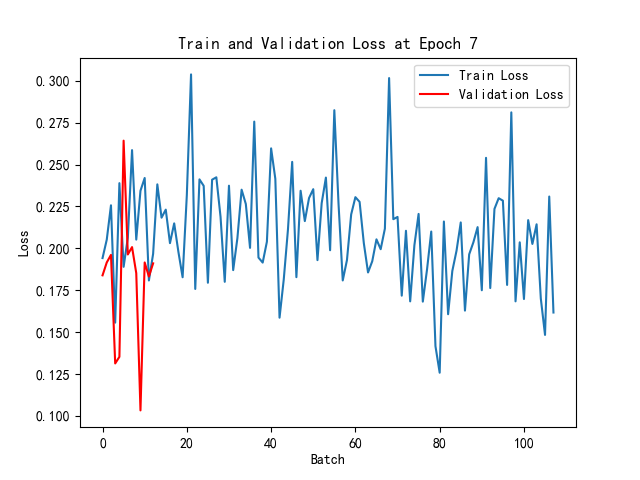 Train and Validation Loss at Epoch 7
Train Loss
Validation Loss
0.300
0.275
0.250
0.225
0.200
0.175
0.150
0.125
0.100
Loss
0 20 40 60 80 100
Batch